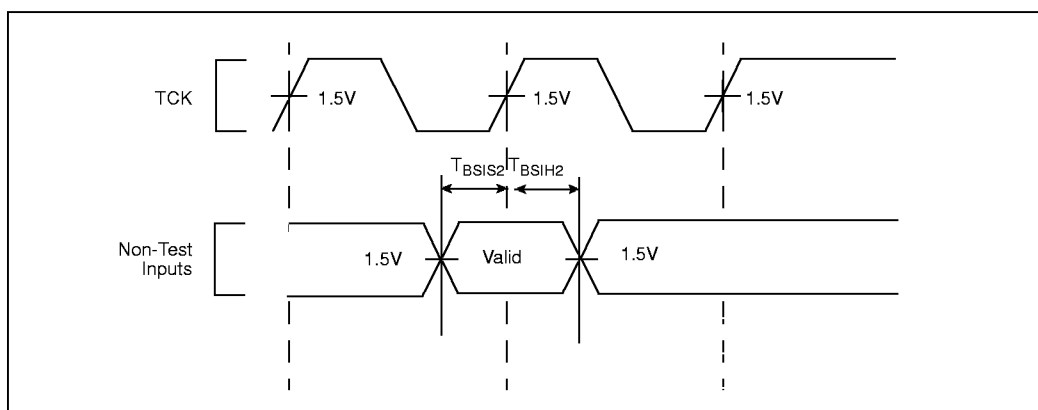 TCK
1.5V
1.5V
1.5V
TBSIS2
TBSIH2
Non-Test
Inputs
1.5V
Valid
1.5V